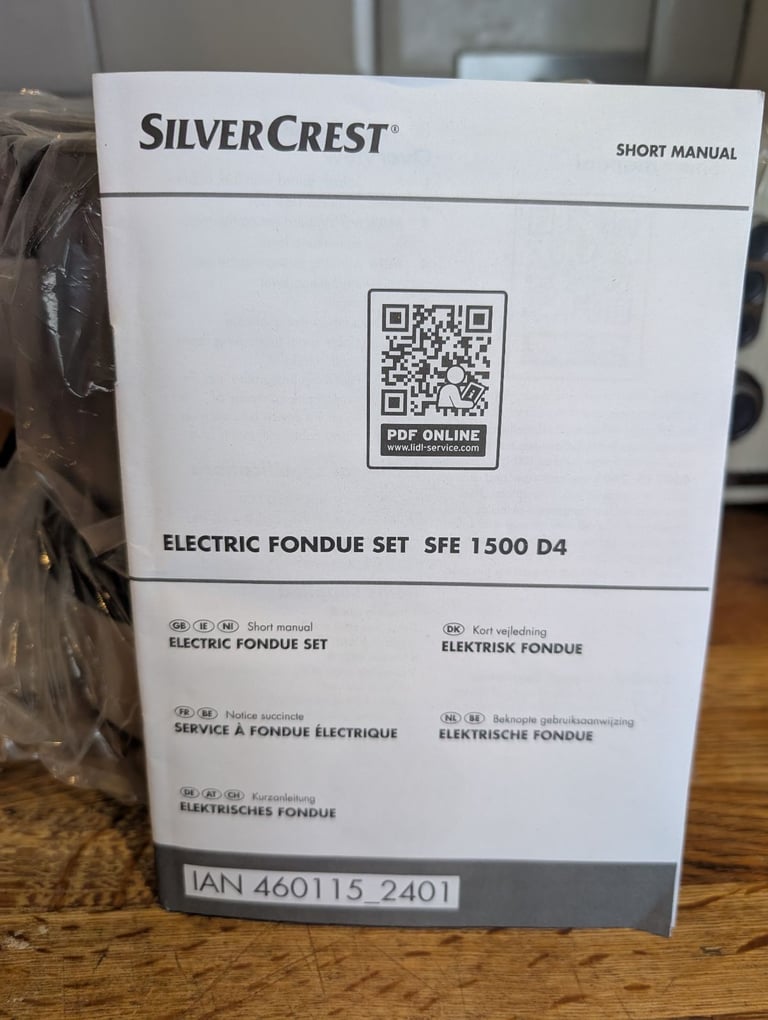 SILVERCREST®
SHORT MANUAL
PDF ONLINE
www.lidl-service.com
ELECTRIC FONDUE SET SFE 1500 D4
GB IE NI Short manual
ELECTRIC FONDUE SET
DK Kort vejledning
ELEKTRISK FONDUE
FR BE Notice succincte
SERVICE À FONDUE ÉLECTRIQUE
NL BE Beknopte gebruiksaanwijzing
ELEKTRISCHE FONDUE
DE AT CH Kurzanleitung
ELEKTRISCHES FONDUE
IAN 460115_2401